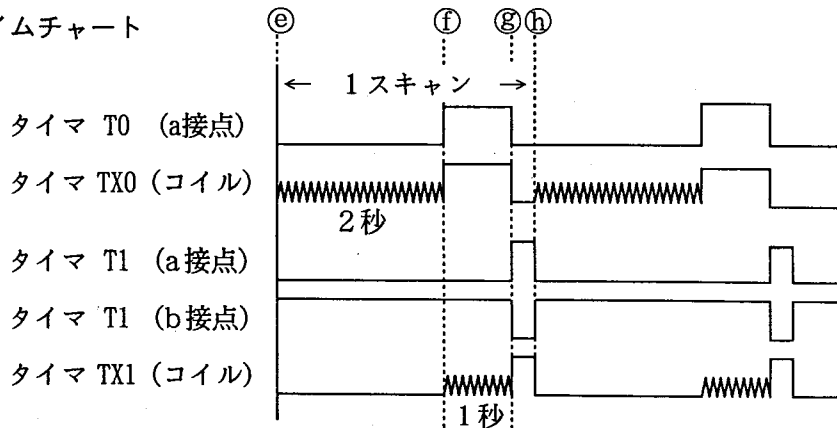 イムチャート
ⓔ ⓕ ⓖ ⓗ
← 1スキャン →
タイマ T0 (a接点)
タイマ TX0 (コイル)
2秒
タイマ T1 (a接点)
タイマ T1 (b接点)
タイマ TX1 (コイル)
1秒